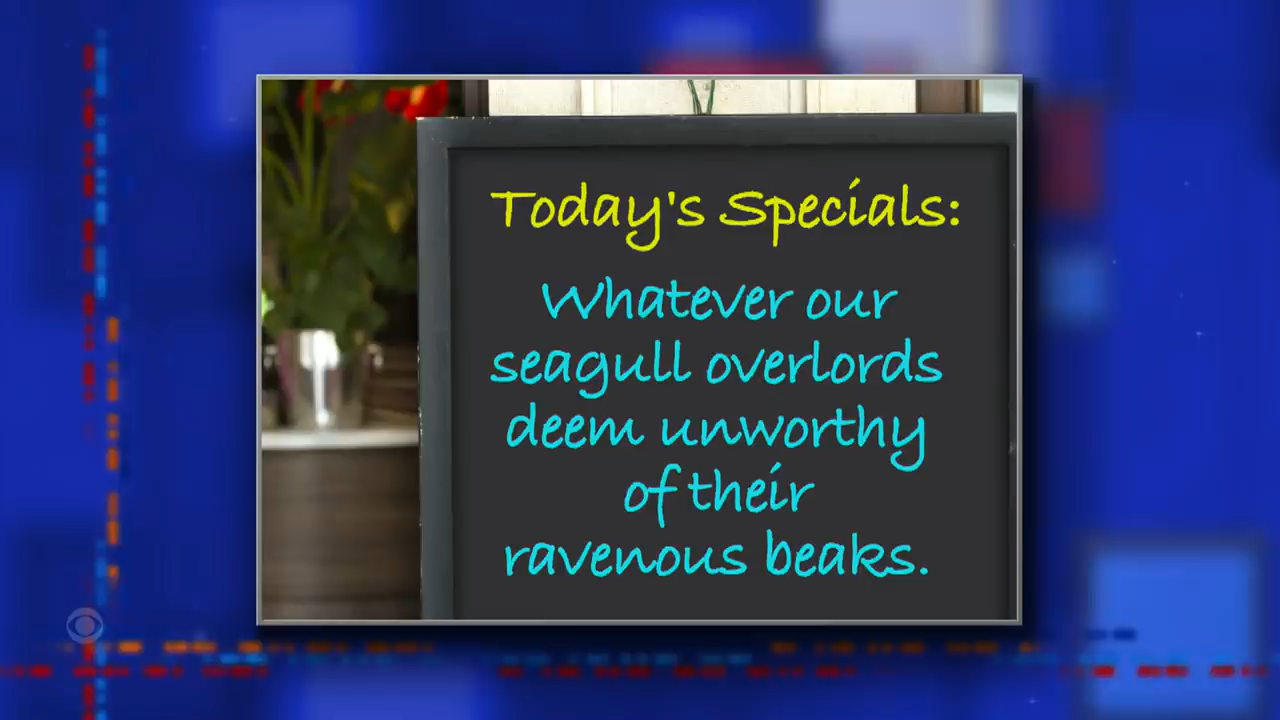 Today's Specials:
Whatever our
seagull overlords
deem unworthy
of their
ravenous beaks.